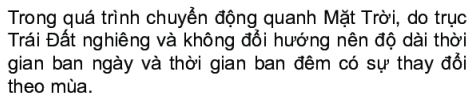 Trong quá trình chuyển động quanh Mặt Trời, do trục
Trái Đất nghiêng và không đổi hướng nên độ dài thời
gian ban ngày và thời gian ban đêm có sự thay đổi
theo mùa.